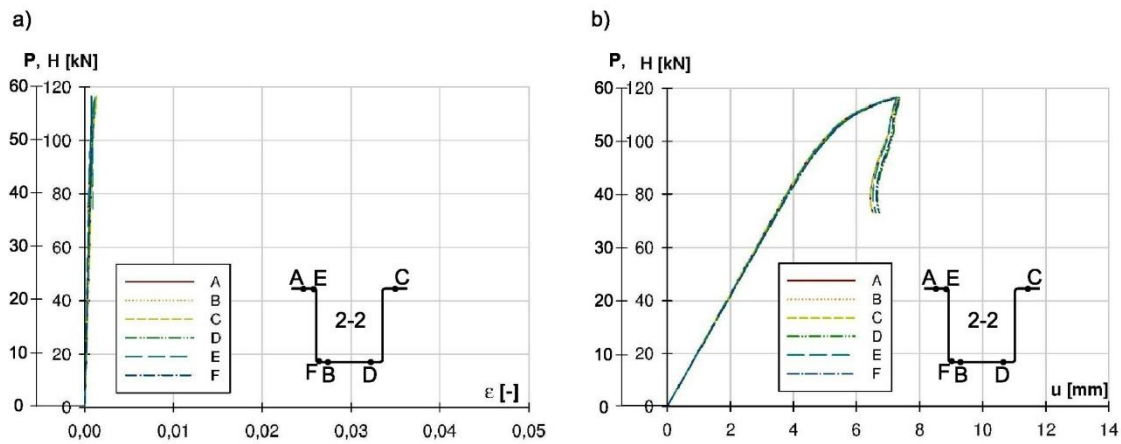 a)
P, H [kN]
60 120
50 100
40 80
30 60
20 40
10 20
0 0
0,00 0,01 0,02 0,03 0,04 0,05
ε [-]
A
B
C
D
E
F
A E C
2-2
F B D
b)
P, H [kN]
60 120
50 100
40 80
30 60
20 40
10 20
0 0
0 2 4 6 8 10 12 14
u [mm]
A
B
C
D
E
F
A E C
2-2
F B D